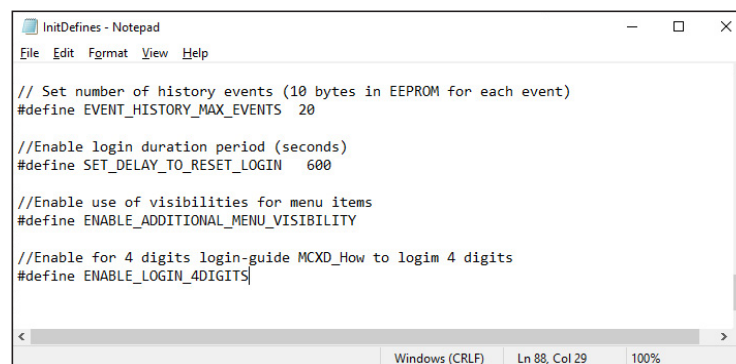 InitDefines - Notepad
File Edit Format View Help
// Set number of history events (10 bytes in EEPROM for each event)
#define EVENT_HISTORY_MAX_EVENTS  20
//Enable login duration period (seconds)
#define SET_DELAY_TO_RESET_LOGIN   600
//Enable use of visibilities for menu items
#define ENABLE_ADDITIONAL_MENU_VISIBILITY
//Enable for 4 digits login-guide MCXD_How to logim 4 digits
#define ENABLE_LOGIN_4DIGITS
Windows (CRLF) Ln 88, Col 29 100%